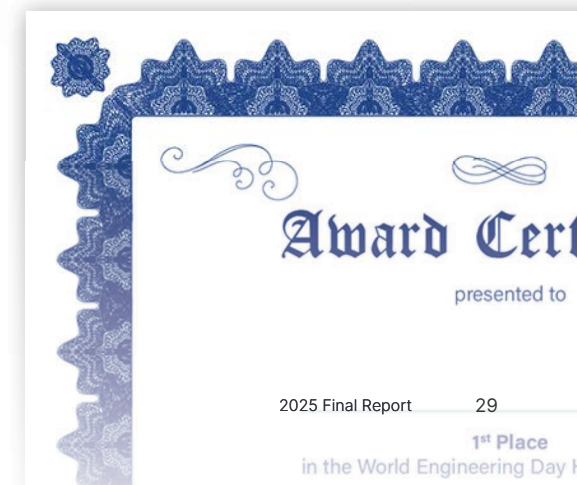 Award Cert
presented to
2025 Final Report 29
1st Place
in the World Engineering Day H